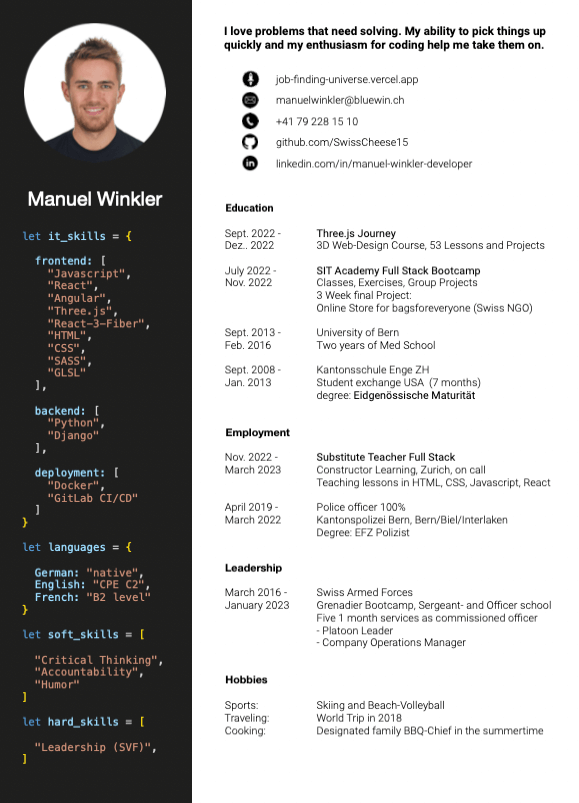 I love problems that need solving. My ability to pick things up
quickly and my enthusiasm for coding help me take them on.
job-finding-universe.vercel.app
manuelwinkler@bluewin.ch
+41 79 228 15 10
github.com/SwissCheese15
in
linkedin.com/in/manuel-winkler-developer
Manuel Winkler
let it_skills = {
frontend: [
"Javascript",
"React",
"Angular",
"Three.js",
"React-3-Fiber",
"HTML",
"CSS",
"SASS",
"GLSL"
],
backend: [
"Python",
"Django"
],
deployment: [
"Docker",
"GitLab CI/CD"
]
}
let languages = {
German: "native",
English: "CPE C2",
French: "B2 level"
}
let soft_skills = [
"Critical Thinking",
"Accountability",
"Humor"
]
let hard_skills = [
"Leadership (SVF)",
]
Education
Sept. 2022 - Three.js Journey
Dez.. 2022 3D Web-Design Course, 53 Lessons and Projects
July 2022 - SIT Academy Full Stack Bootcamp
Nov. 2022 Classes, Exercises, Group Projects
3 Week final Project:
Online Store for bagsforeveryone (Swiss NGO)
Sept. 2013 - University of Bern
Feb. 2016 Two years of Med School
Sept. 2008 - Kantonsschule Enge ZH
Jan. 2013 Student exchange USA (7 months)
degree: Eidgenössische Maturität
Employment
Nov. 2022 - Substitute Teacher Full Stack
March 2023 Constructor Learning, Zurich, on call
Teaching lessons in HTML, CSS, Javascript, React
April 2019 - Police officer 100%
March 2022 Kantonspolizei Bern, Bern/Biel/Interlaken
Degree: EFZ Polizist
Leadership
March 2016 - Swiss Armed Forces
January 2023 Grenadier Bootcamp, Sergeant- and Officer school
Five 1 month services as commissioned officer
- Platoon Leader
- Company Operations Manager
Hobbies
Sports: Skiing and Beach-Volleyball
Traveling: World Trip in 2018
Cooking: Designated family BBQ-Chief in the summertime